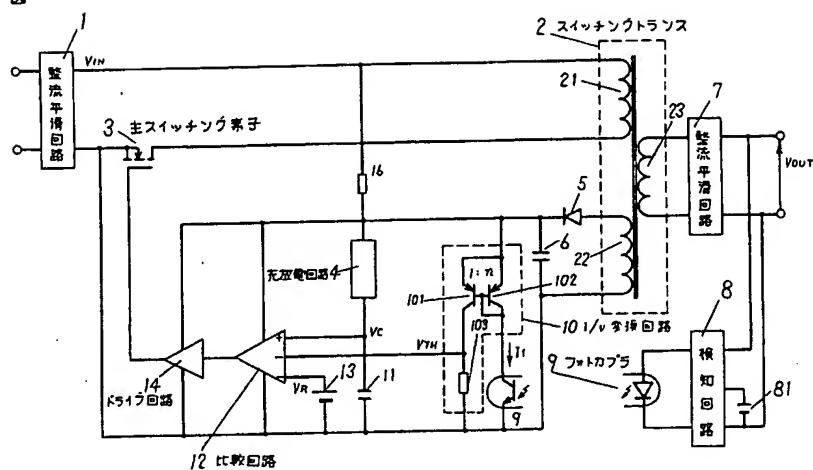 図
1
整流平滑回路
VIN
2 スイッチングトランス
21
23
7
整流平滑回路
VOUT
3 主スイッチング素子
16
5
6
22
充放電回路 4
1:n
101
102
103
10 I/V 変換回路
I1
VC
VTH
+
−
−
14
ドライブ回路
12 比較回路
VR
13
11
9
9 フォトカプラ
8
検知回路
81